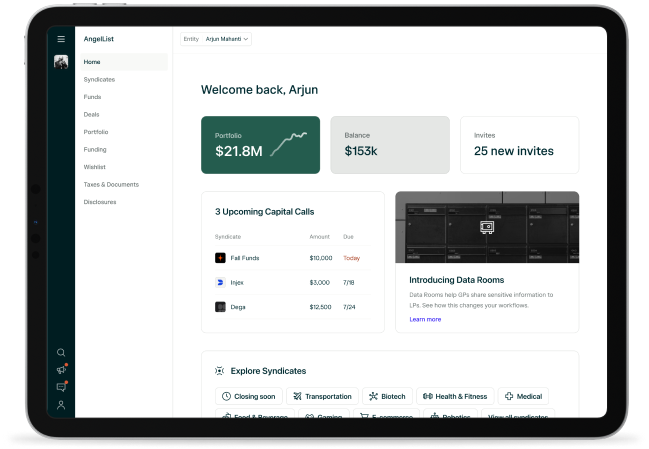 AngelList
Entity Arjun Mahanti
Home
Syndicates
Funds
Deals
Portfolio
Funding
Wishlist
Taxes & Documents
Disclosures
Welcome back, Arjun
Portfolio
$21.8M
Balance
$153k
Invites
25 new invites
3 Upcoming Capital Calls
Syndicate Amount Due
Fall Funds $10,000 Today
Injex $3,000 7/18
Dega $12,500 7/24
Introducing Data Rooms
Data Rooms help GPs share sensitive information to
LPs. See how this changes your workflows.
Learn more
Explore Syndicates
Closing soon Transportation Biotech Health & Fitness Medical
Food & Beverage Gaming E-commerce Robotics View all syndicates